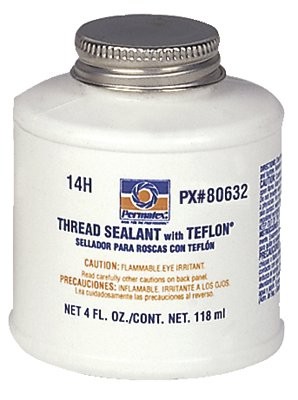 14H
PX#80632
Permatex
THREAD SEALANT with TEFLON®
SELLADOR PARA ROSCAS CON TEFLÓN
CAUTION: FLAMMABLE. EYE IRRITANT.
Read carefully other cautions on back panel.
PRECAUCIONES: INFLAMABLE. IRRITANTE A LOS OJOS.
Lea cuidadosamente las precauciones al reverso.
NET 4 FL. OZ./CONT. NET. 118 ml